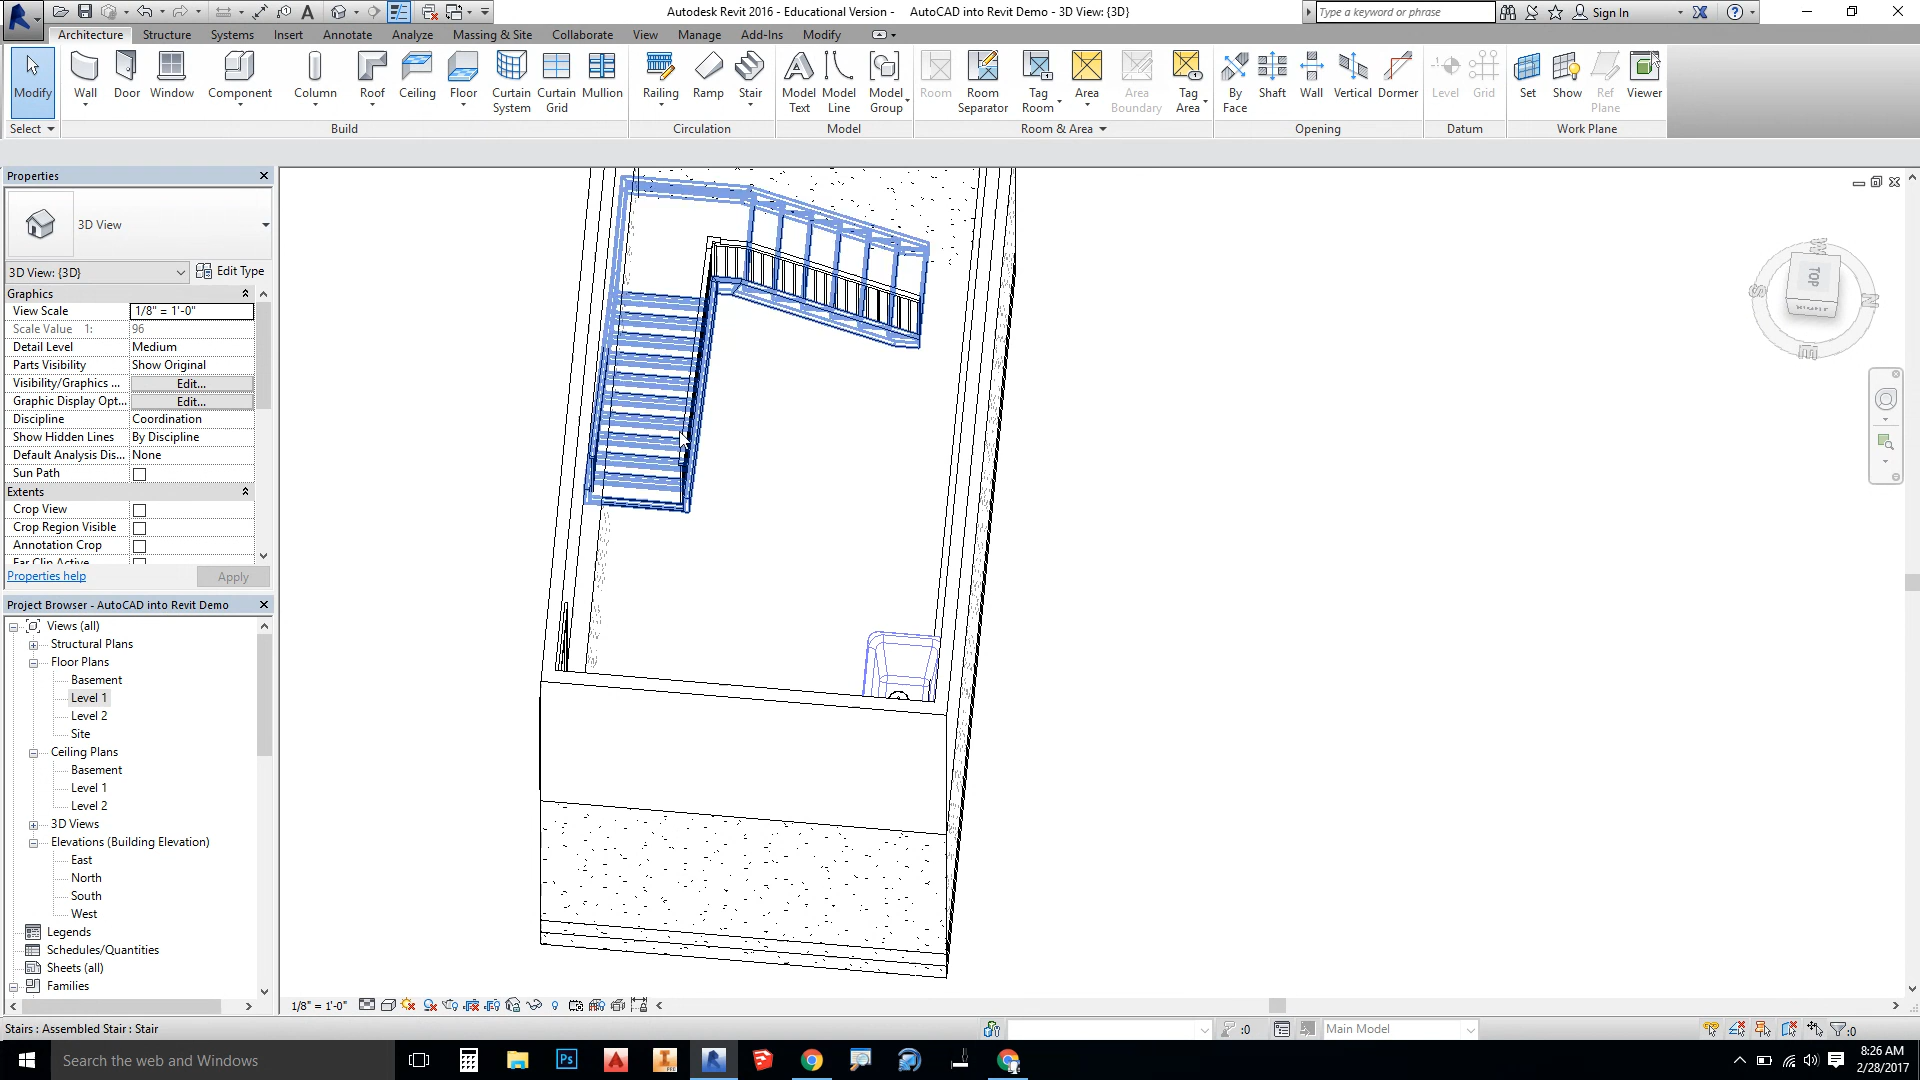 Autodesk Revit 2016 - Educational Version -    AutoCAD into Revit Demo - 3D View: {3D}
Type a keyword or phrase
Sign In
Architecture Structure Systems Insert Annotate Analyze Massing & Site Collaborate View Manage Add-Ins Modify
Modify Wall Door Window Component Column Roof Ceiling Floor Curtain System Curtain Grid Mullion Railing Ramp Stair Model Text Model Line Model Group Room Room Separator Tag Room Area Area Boundary Tag Area By Face Shaft Wall Vertical Dormer Level Grid Set Show Ref Plane Viewer
Select Build Circulation Model Room & Area Opening Datum Work Plane
Properties
3D View
3D View: {3D} Edit Type
Graphics
View Scale 1/8" = 1'-0"
Scale Value 1: 96
Detail Level Medium
Parts Visibility Show Original
Visibility/Graphics ... Edit...
Graphic Display Opt... Edit...
Discipline Coordination
Show Hidden Lines By Discipline
Default Analysis Dis... None
Sun Path
Extents
Crop View
Crop Region Visible
Annotation Crop
Far Clip Active
Properties help Apply
Project Browser - AutoCAD into Revit Demo
Views (all)
Structural Plans
Floor Plans
Basement
Level 1
Level 2
Site
Ceiling Plans
Basement
Level 1
Level 2
3D Views
Elevations (Building Elevation)
East
North
South
West
Legends
Schedules/Quantities
Sheets (all)
Families
TOP
W
S
N
E
1/8" = 1'-0"
Stairs : Assembled Stair : Stair
:0
Main Model
:0
Search the web and Windows
8:26 AM
2/28/2017